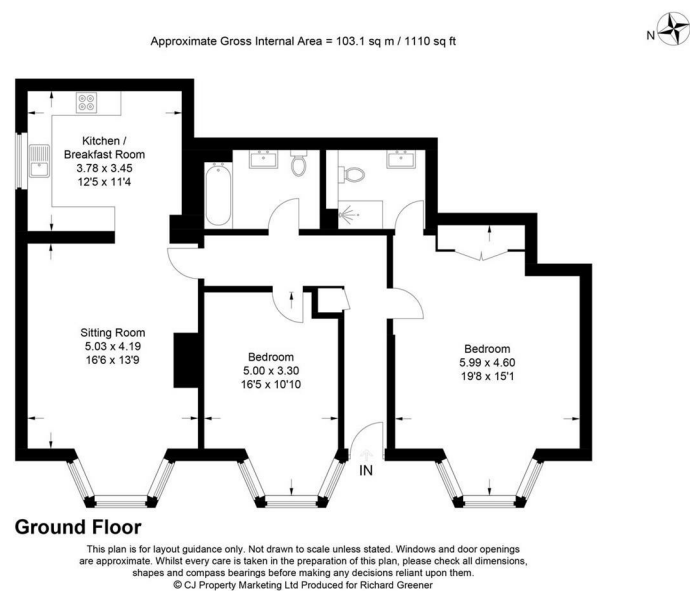 Approximate Gross Internal Area = 103.1 sq m / 1110 sq ft
N
Kitchen /
Breakfast Room
3.78 x 3.45
12'5 x 11'4
Sitting Room
5.03 x 4.19
16'6 x 13'9
Bedroom
5.00 x 3.30
16'5 x 10'10
Bedroom
5.99 x 4.60
19'8 x 15'1
IN
Ground Floor
This plan is for layout guidance only. Not drawn to scale unless stated. Windows and door openings
are approximate. Whilst every care is taken in the preparation of this plan, please check all dimensions,
shapes and compass bearings before making any decisions reliant upon them.
© CJ Property Marketing Ltd Produced for Richard Greener